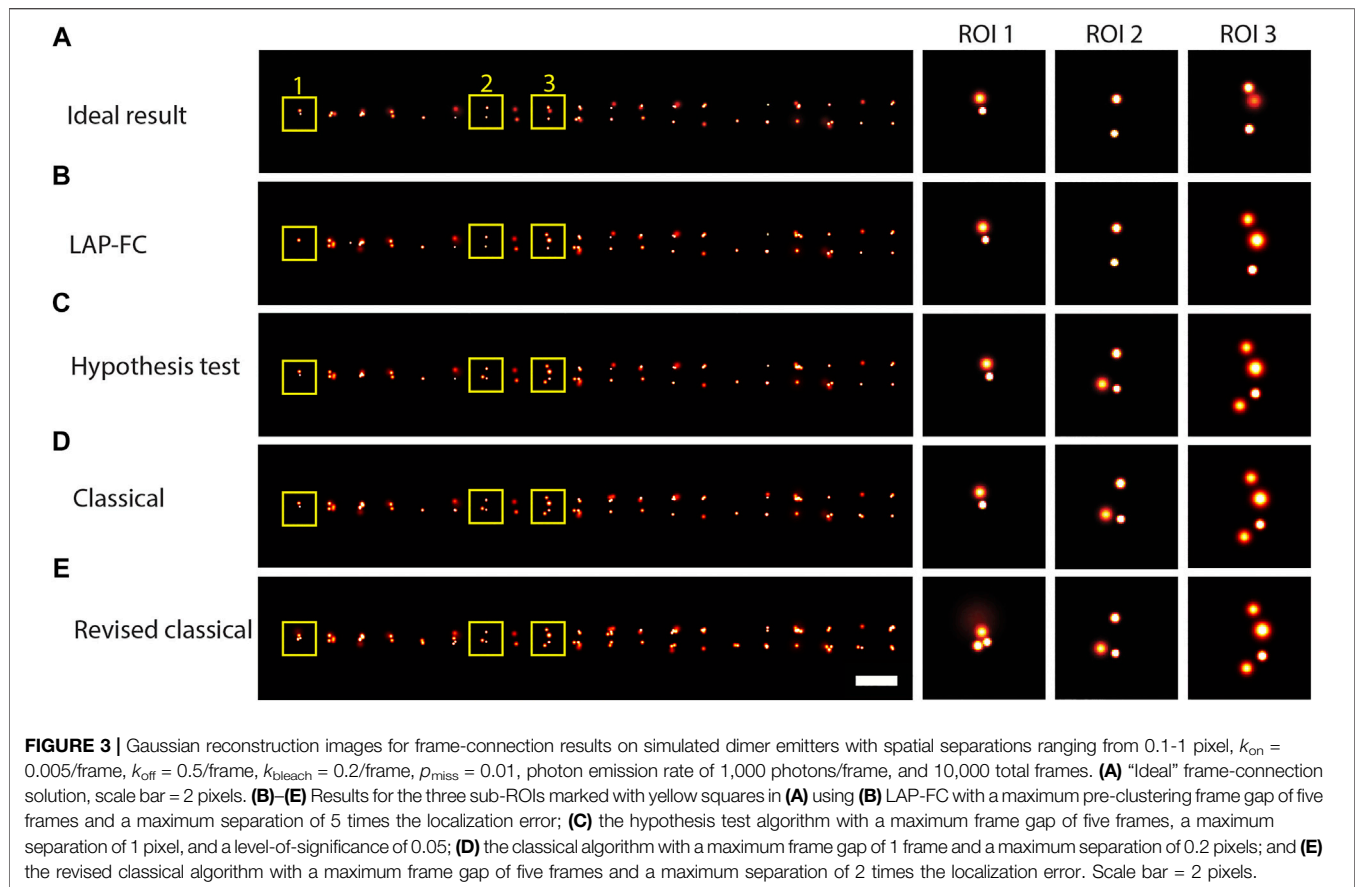 A
ROI 1
ROI 2
ROI 3
1
2
3
Ideal result
B
LAP-FC
C
Hypothesis test
D
Classical
E
Revised classical
FIGURE 3 | Gaussian reconstruction images for frame-connection results on simulated dimer emitters with spatial separations ranging from 0.1-1 pixel, kon =
0.005/frame, koff = 0.5/frame, kbleach = 0.2/frame, pmiss = 0.01, photon emission rate of 1,000 photons/frame, and 10,000 total frames. (A) “Ideal” frame-connection
solution, scale bar = 2 pixels. (B)–(E) Results for the three sub-ROIs marked with yellow squares in (A) using (B) LAP-FC with a maximum pre-clustering frame gap of five
frames and a maximum separation of 5 times the localization error; (C) the hypothesis test algorithm with a maximum frame gap of five frames, a maximum
separation of 1 pixel, and a level-of-significance of 0.05; (D) the classical algorithm with a maximum frame gap of 1 frame and a maximum separation of 0.2 pixels; and (E)
the revised classical algorithm with a maximum frame gap of five frames and a maximum separation of 2 times the localization error. Scale bar = 2 pixels.